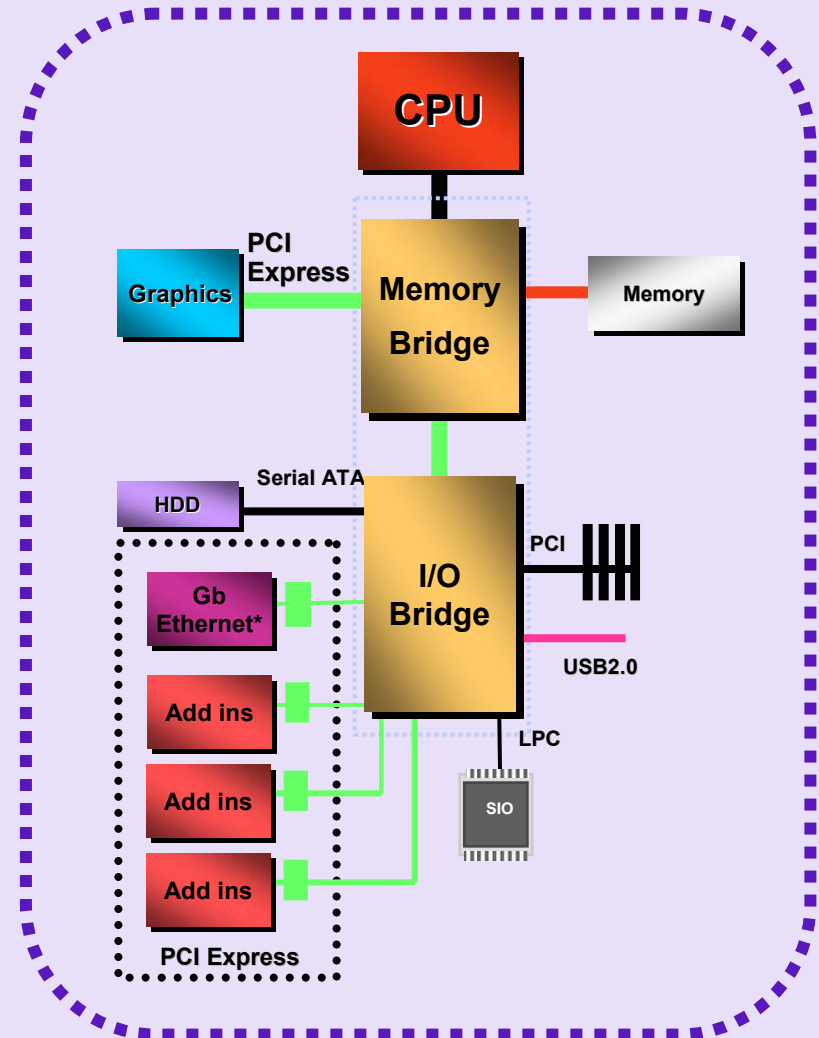 CPU
PCI
Express
Graphics
Memory
Bridge
Memory
Serial ATA
HDD
I/O
Bridge
PCI
USB2.0
Gb
Ethernet*
Add ins
LPC
SIO
Add ins
Add ins
PCI Express